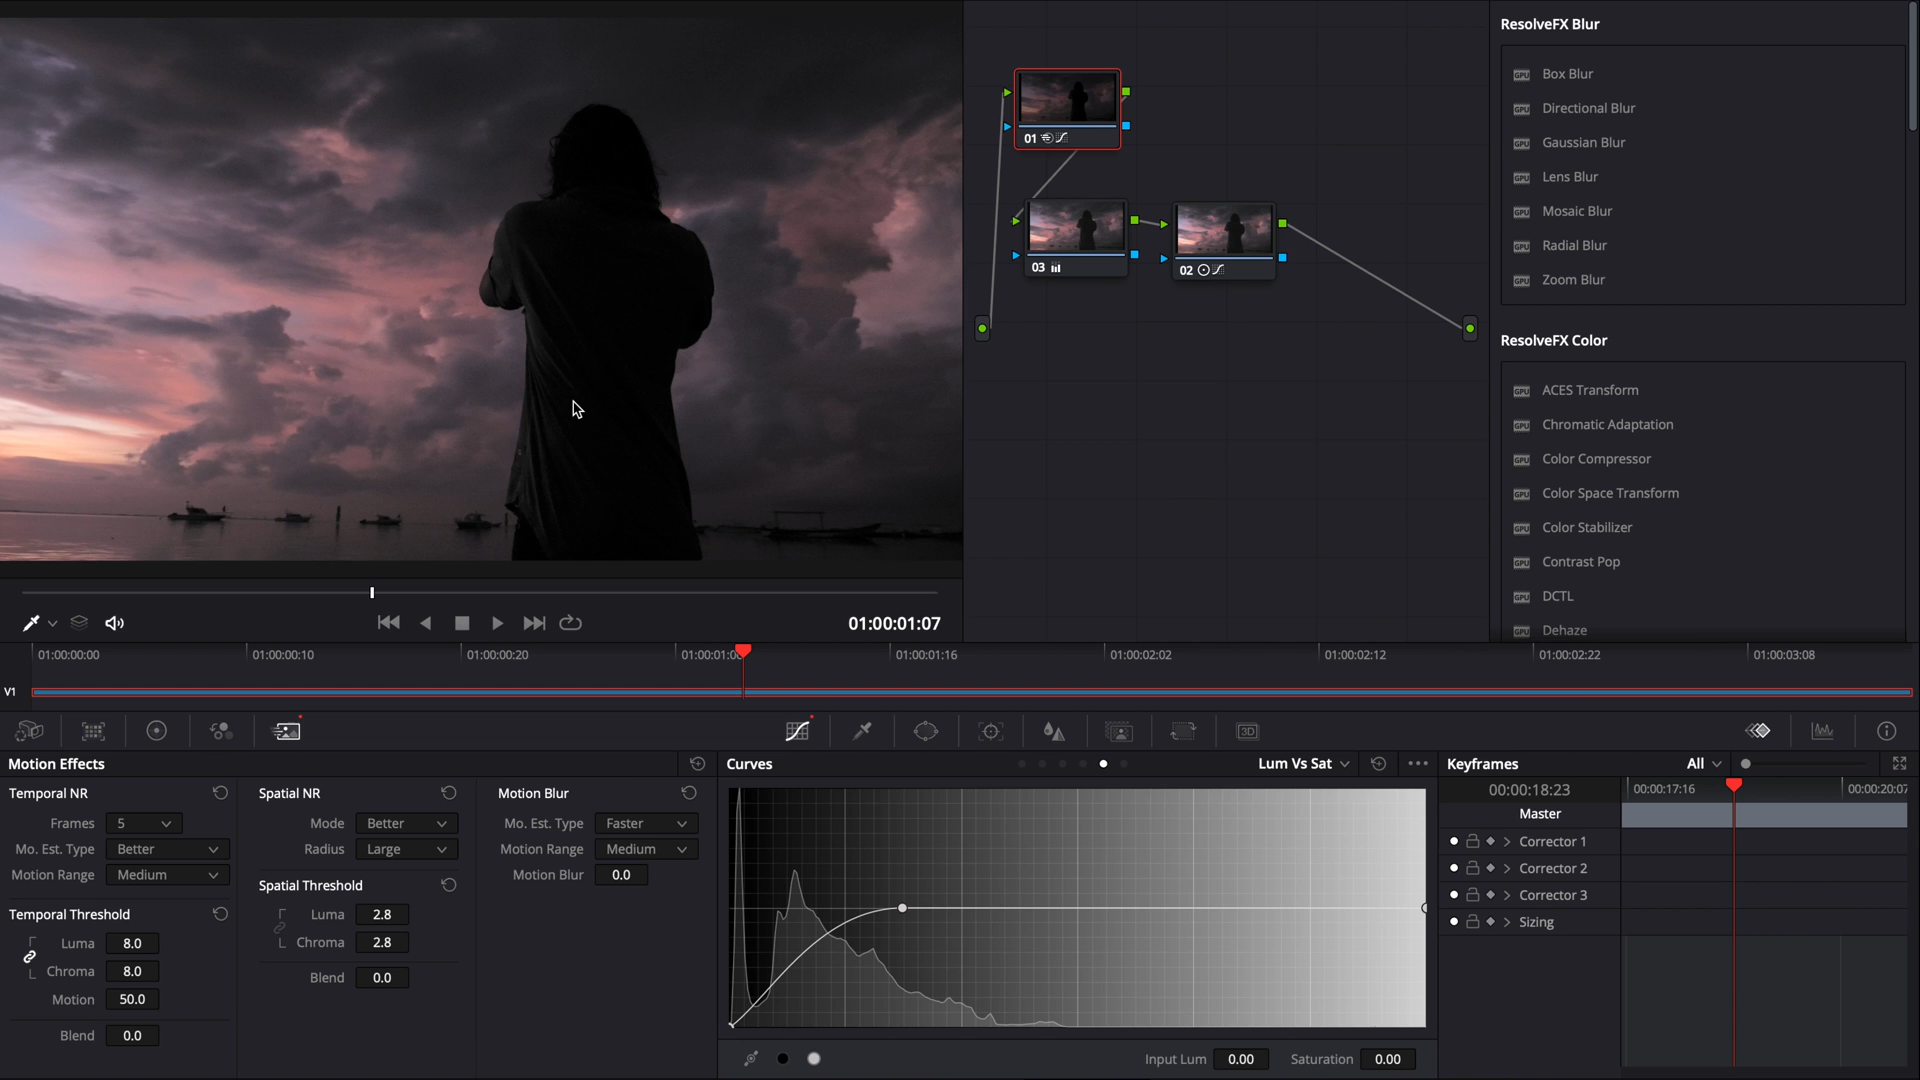 ResolveFX Blur
Box Blur
Directional Blur
Gaussian Blur
Lens Blur
Mosaic Blur
Radial Blur
Zoom Blur
ResolveFX Color
ACES Transform
Chromatic Adaptation
Color Compressor
Color Space Transform
Color Stabilizer
Contrast Pop
DCTL
Dehaze
01
03
02
01:00:01:07
01:00:00:00
01:00:00:10
01:00:00:20
01:00:01:0
01:00:01:16
01:00:02:02
01:00:02:12
01:00:02:22
01:00:03:08
V1
3D
Motion Effects
Temporal NR
Frames 5
Mo. Est. Type Better
Motion Range Medium
Temporal Threshold
Luma 8.0
Chroma 8.0
Motion 50.0
Blend 0.0
Spatial NR
Mode Better
Radius Large
Spatial Threshold
Luma 2.8
Chroma 2.8
Blend 0.0
Motion Blur
Mo. Est. Type Faster
Motion Range Medium
Motion Blur 0.0
Curves
Lum Vs Sat
Input Lum 0.00
Saturation 0.00
Keyframes
All
00:00:18:23
00:00:17:16
00:00:20:07
Master
Corrector 1
Corrector 2
Corrector 3
Sizing